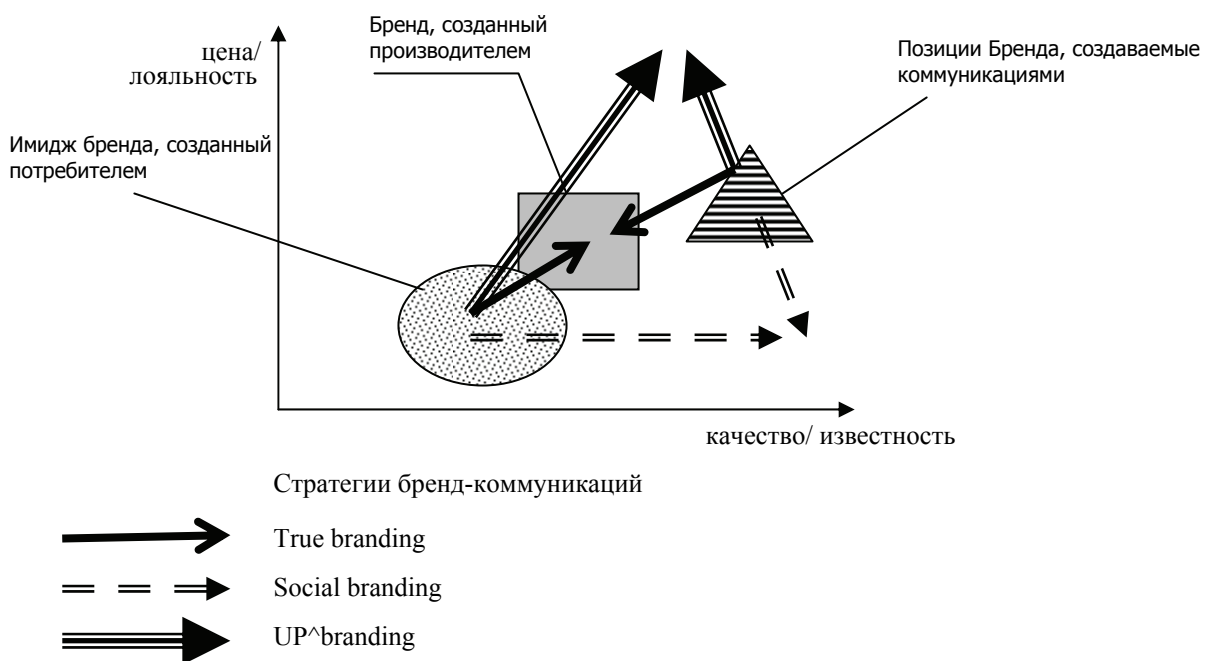 Бренд, созданный
производителем
цена/
лояльность
Позиции Бренда, создаваемые
коммуникациями
Имидж бренда, созданный
потребителем
качество/ известность
Стратегии бренд-коммуникаций
True branding
Social branding
UP^branding